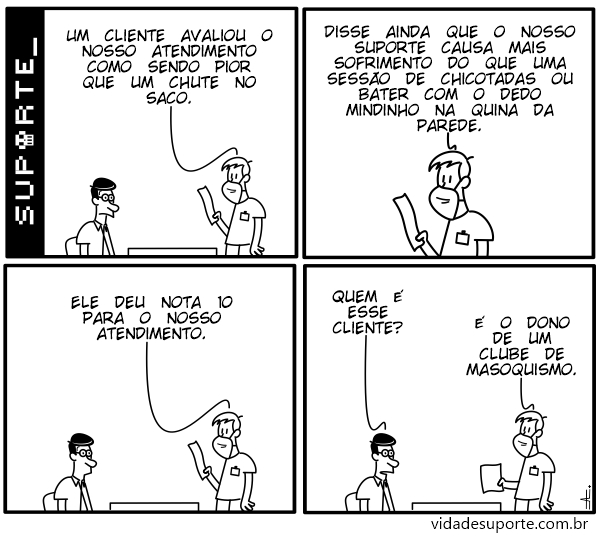 SUPORTE_
UM CLIENTE AVALIOU O
NOSSO ATENDIMENTO
COMO SENDO PIOR
QUE UM CHUTE NO
SACO.
DISSE AINDA QUE O NOSSO
SUPORTE CAUSA MAIS
SOFRIMENTO DO QUE UMA
SESSÃO DE CHICOTADAS OU
BATER COM O DEDO
MINDINHO NA QUINA DA
PAREDE.
ELE DEU NOTA 10
PARA O NOSSO
ATENDIMENTO.
QUEM É
ESSE
CLIENTE?
É O DONO
DE UM
CLUBE DE
MASOQUISMO.
vidadesuporte.com.br